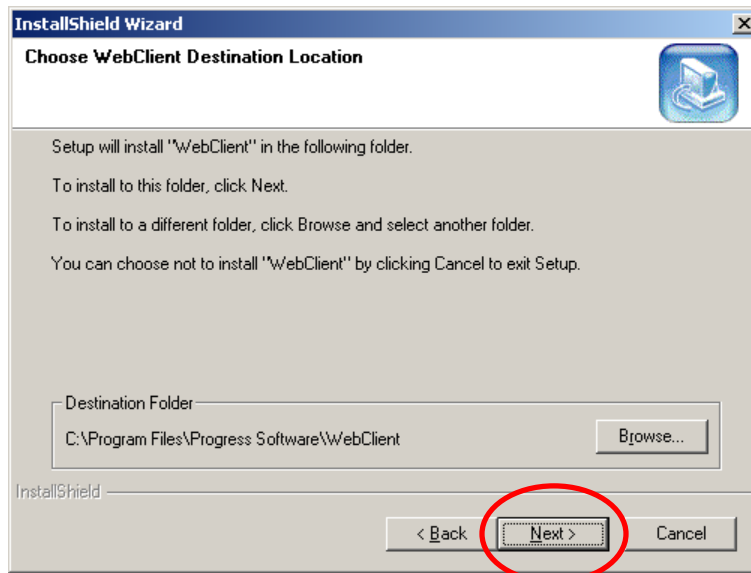 InstallShield Wizard
Choose WebClient Destination Location
Setup will install "WebClient" in the following folder.
To install to this folder, click Next.
To install to a different folder, click Browse and select another folder.
You can choose not to install "WebClient" by clicking Cancel to exit Setup.
Destination Folder
C:\Program Files\Progress Software\WebClient
Browse...
InstallShield
< Back
Next >
Cancel